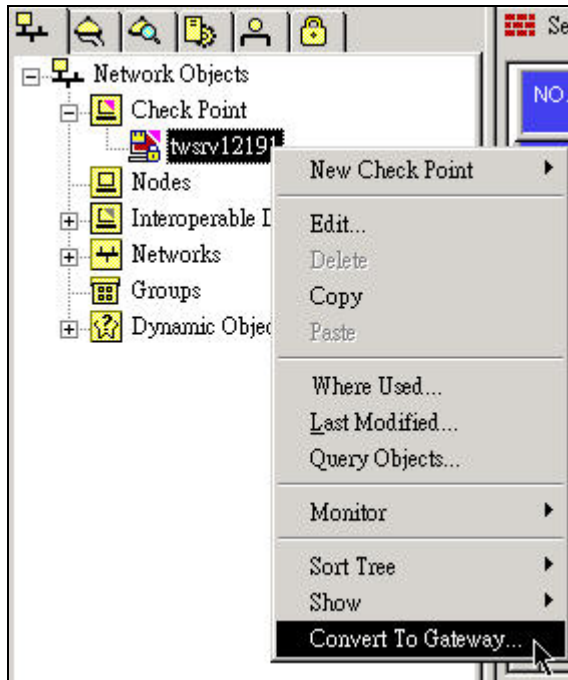 Se
Network Objects
NO.
Check Point
twsrv12191
New Check Point
Nodes
Interoperable D
Edit...
Networks
Delete
Groups
Copy
Dynamic Objec
Paste
Where Used...
Last Modified...
Query Objects...
Monitor
Sort Tree
Show
Convert To Gateway...